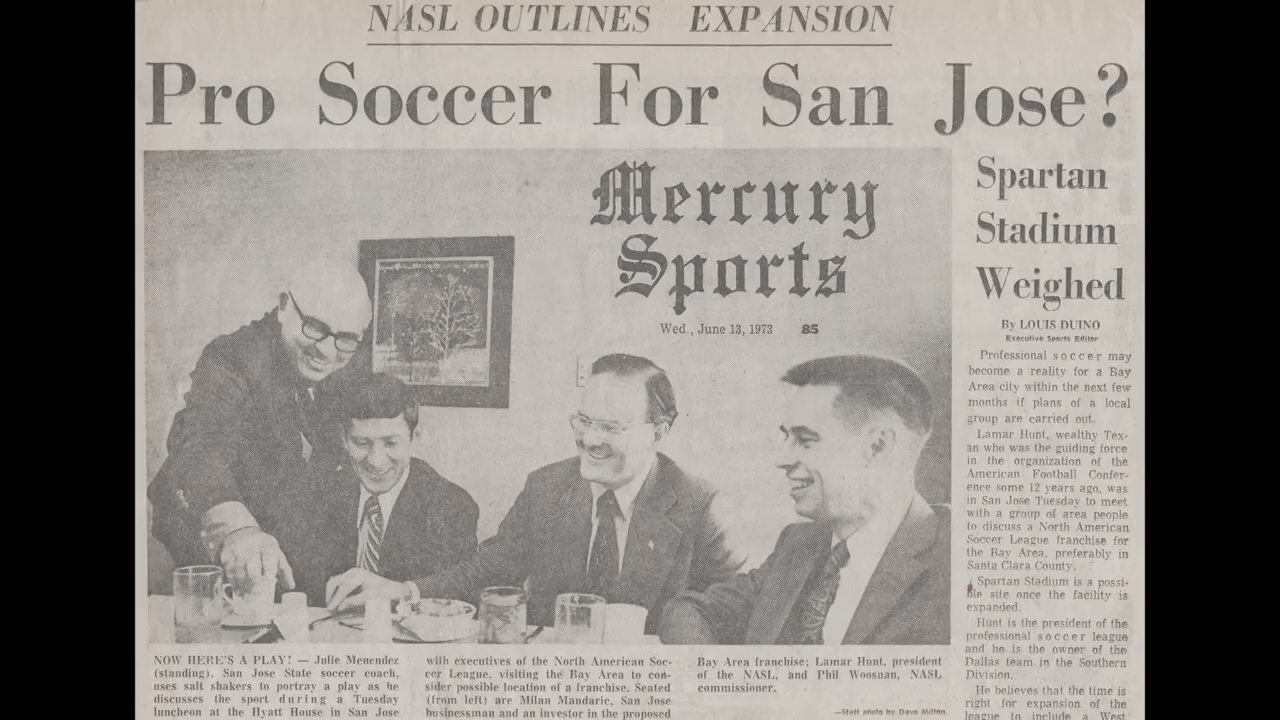 NASL OUTLINES EXPANSION
Pro Soccer For San Jose?
Mercury
Sports
Wed., June 13, 1973 85
Spartan
Stadium
Weighed
By LOUIS DUINO
Executive Sports Editor
Professional soccer may
become a reality for a Bay
Area city within the next few
months if plans of a local
group are carried out.
Lamar Hunt, wealthy Tex-
an who was the guiding force
in the organization of the
American Football Confer-
ence some 12 years ago, was
in San Jose Tuesday to meet
with a group of area people
to discuss a North American
Soccer League franchise for
the Bay Area, preferably in
Santa Clara County.
Spartan Stadium is a possi-
ble site once the facility is
expanded.
Hunt is the president of the
professional soccer league
and he is the owner of the
Dallas team in the Southern
Division.
He believes that the time is
right for expansion of the
league to include a West
NOW HERE'S A PLAY! — Julie Menendez
(standing), San Jose State soccer coach,
uses salt shakers to portray a play as he
discusses the sport during a Tuesday
luncheon at the Hyatt House in San Jose
with executives of the North American Soc-
cer League, visiting the Bay Area to con-
sider possible location of a franchise. Seated
(from left) are Milan Mandaric, San Jose
businessman and an investor in the proposed
Bay Area franchise; Lamar Hunt, president
of the NASL, and Phil Woosnan, NASL
commissioner.
—Staff photo by Dave Milton